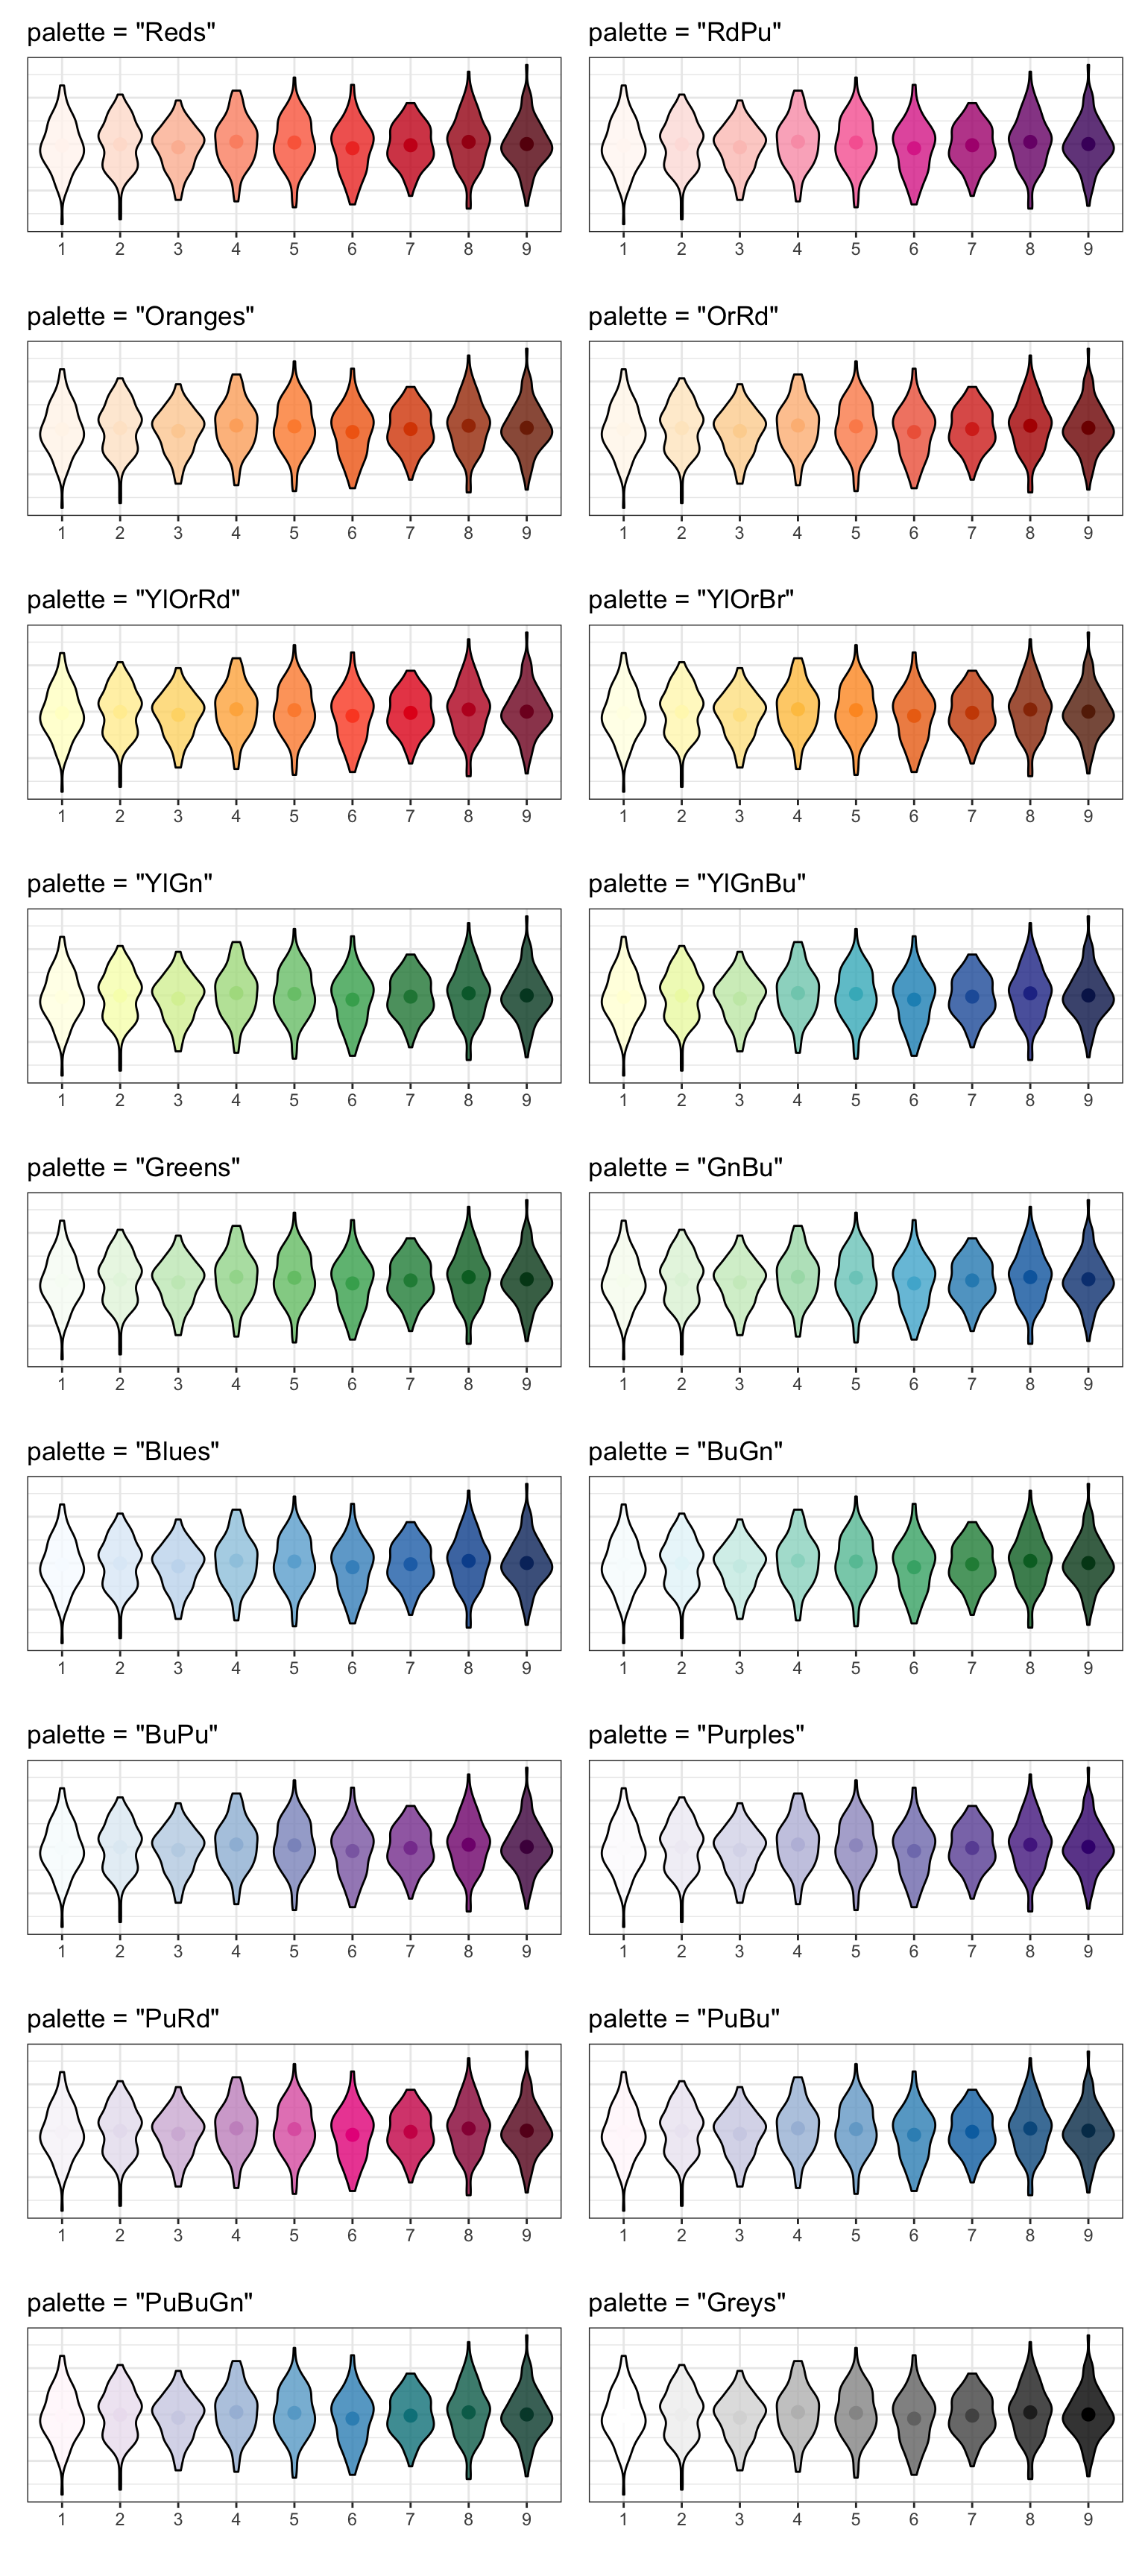 palette = "Reds"
palette = "RdPu"
1 2 3 4 5 6 7 8 9
1 2 3 4 5 6 7 8 9
palette = "Oranges"
palette = "OrRd"
1 2 3 4 5 6 7 8 9
1 2 3 4 5 6 7 8 9
palette = "YlOrRd"
palette = "YlOrBr"
1 2 3 4 5 6 7 8 9
1 2 3 4 5 6 7 8 9
palette = "YlGn"
palette = "YlGnBu"
1 2 3 4 5 6 7 8 9
1 2 3 4 5 6 7 8 9
palette = "Greens"
palette = "GnBu"
1 2 3 4 5 6 7 8 9
1 2 3 4 5 6 7 8 9
palette = "Blues"
palette = "BuGn"
1 2 3 4 5 6 7 8 9
1 2 3 4 5 6 7 8 9
palette = "BuPu"
palette = "Purples"
1 2 3 4 5 6 7 8 9
1 2 3 4 5 6 7 8 9
palette = "PuRd"
palette = "PuBu"
1 2 3 4 5 6 7 8 9
1 2 3 4 5 6 7 8 9
palette = "PuBuGn"
palette = "Greys"
1 2 3 4 5 6 7 8 9
1 2 3 4 5 6 7 8 9